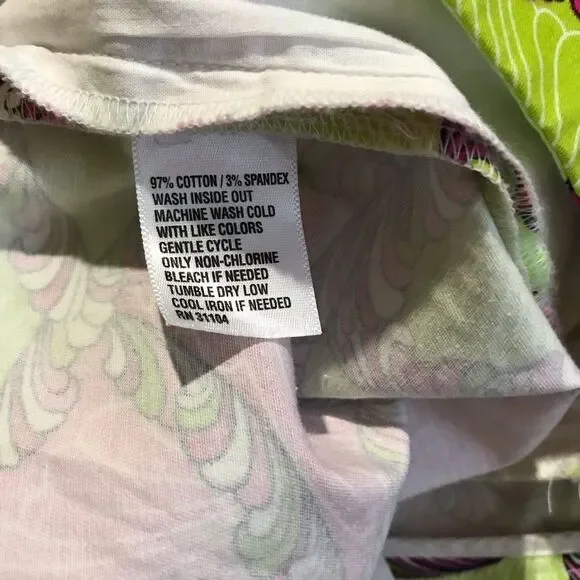 97% COTTON / 3% SPANDEX
WASH INSIDE OUT
MACHINE WASH COLD
WITH LIKE COLORS
GENTLE CYCLE
ONLY NON-CHLORINE
BLEACH IF NEEDED
TUMBLE DRY LOW
COOL IRON IF NEEDED
RN 31104